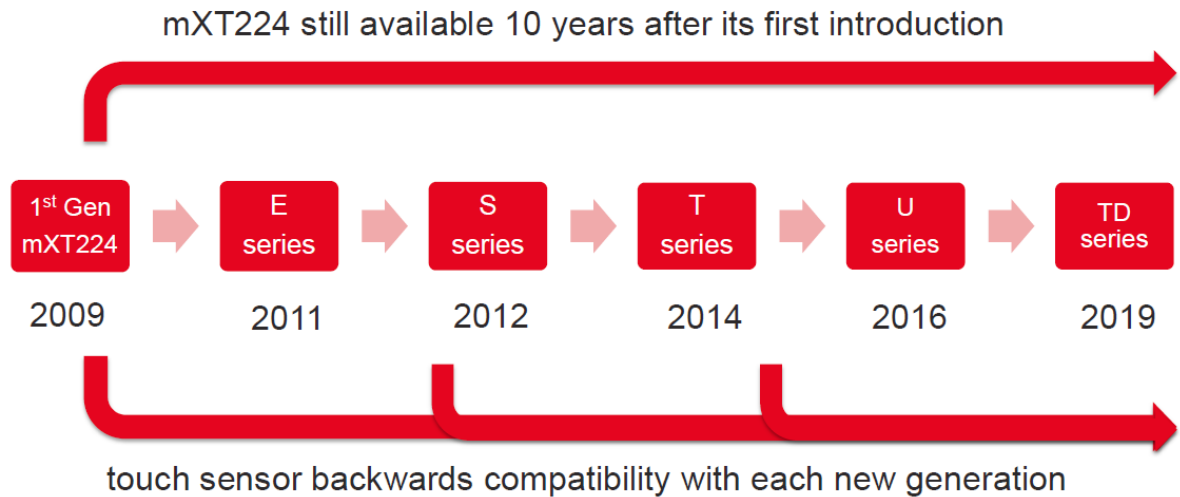 mXT224 still available 10 years after its first introduction
1st Gen
mXT224
E
series
S
series
T
series
U
series
TD
series
2009
2011
2012
2014
2016
2019
touch sensor backwards compatibility with each new generation